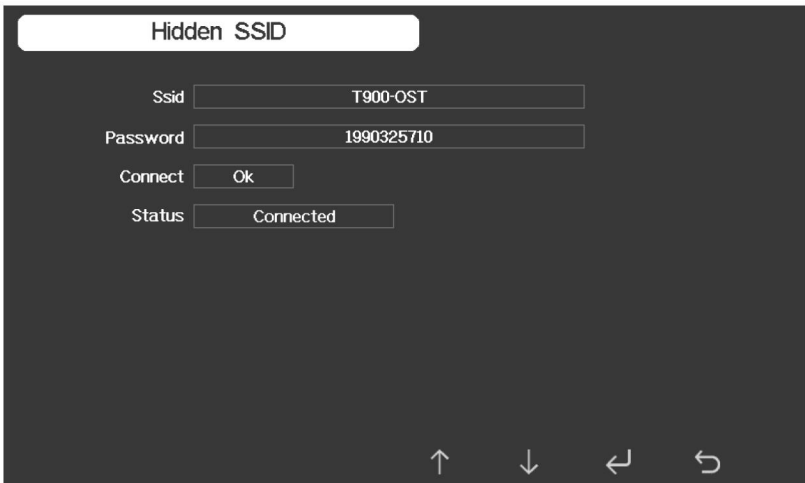 Hidden SSID
Ssid T900-OST
Password 1990325710
Connect Ok
Status Connected